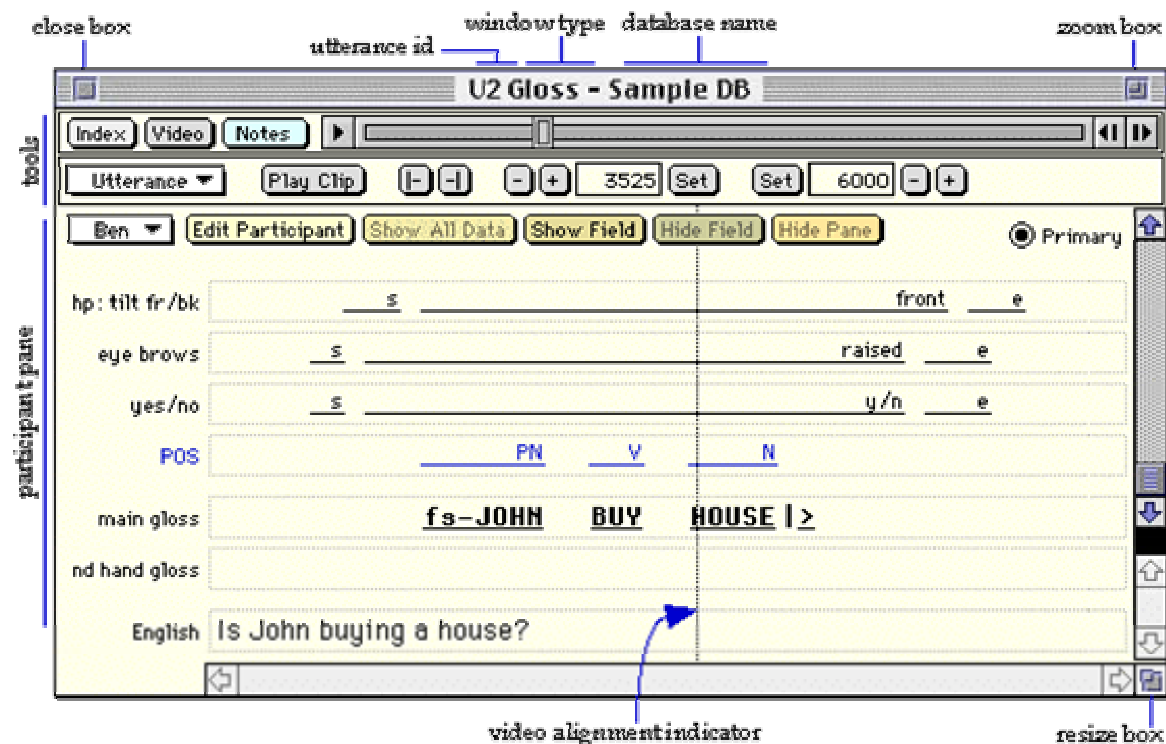 close box
utterance id
window type
database name
zoom box
U2 Gloss - Sample DB
tools
Index Video Notes
Utterance Play Clip |- -| - + 3525 Set Set 6000 - +
participant pane
Ben Edit Participant Show All Data Show Field Hide Field Hide Pane Primary
hp: tilt fr/bk s front e
eye brows s raised e
yes/no s y/n e
POS PN V N
main gloss fs-JOHN BUY HOUSE |>
nd hand gloss
English Is John buying a house?
video alignment indicator
resize box